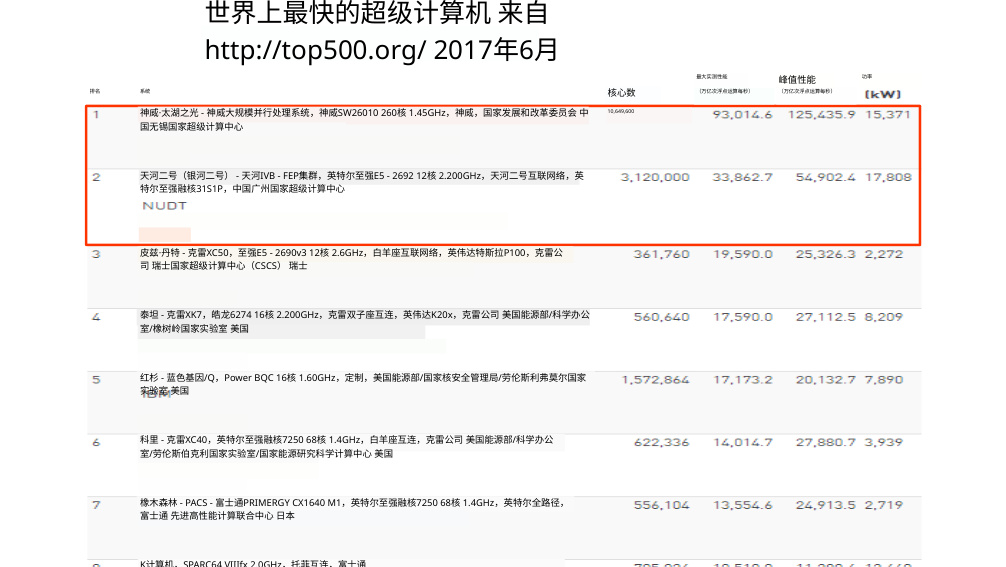 世界上最快的超级计算机 来自
http://top500.org/ 2017年6月
排名 系统 核心数 最大实测性能 (万亿次浮点运算每秒) 峰值性能 (万亿次浮点运算每秒) 功率 (kW)
1 神威·太湖之光 - 神威大规模并行处理系统，神威SW26010 260核 1.45GHz，神威，国家发展和改革委员会 中 10,649,600 93,014.6 125,435.9 15,371
国无锡国家超级计算中心
2 天河二号（银河二号） - 天河IVB - FEP集群，英特尔至强E5 - 2692 12核 2.200GHz，天河二号互联网络，英 3,120,000 33,862.7 54,902.4 17,808
特尔至强融核31S1P，中国广州国家超级计算中心
NUDT
3 皮兹·丹特 - 克雷XC50，至强E5 - 2690v3 12核 2.6GHz，白羊座互联网络，英伟达特斯拉P100，克雷公 361,760 19,590.0 25,326.3 2,272
司 瑞士国家超级计算中心（CSCS） 瑞士
4 泰坦 - 克雷XK7，皓龙6274 16核 2.200GHz，克雷双子座互连，英伟达K20x，克雷公司 美国能源部/科学办公 560,640 17,590.0 27,112.5 8,209
室/橡树岭国家实验室 美国
5 红杉 - 蓝色基因/Q，Power BQC 16核 1.60GHz，定制，美国能源部/国家核安全管理局/劳伦斯利弗莫尔国家 1,572,864 17,173.2 20,132.7 7,890
实验室 美国
6 科里 - 克雷XC40，英特尔至强融核7250 68核 1.4GHz，白羊座互连，克雷公司 美国能源部/科学办公 622,336 14,014.7 27,880.7 3,939
室/劳伦斯伯克利国家实验室/国家能源研究科学计算中心 美国
7 橡木森林 - PACS - 富士通PRIMERGY CX1640 M1，英特尔至强融核7250 68核 1.4GHz，英特尔全路径， 556,104 13,554.6 24,913.5 2,719
富士通 先进高性能计算联合中心 日本
K计算机，SPARC64 VIIIfx 2.0GHz，托菲互连，富士通